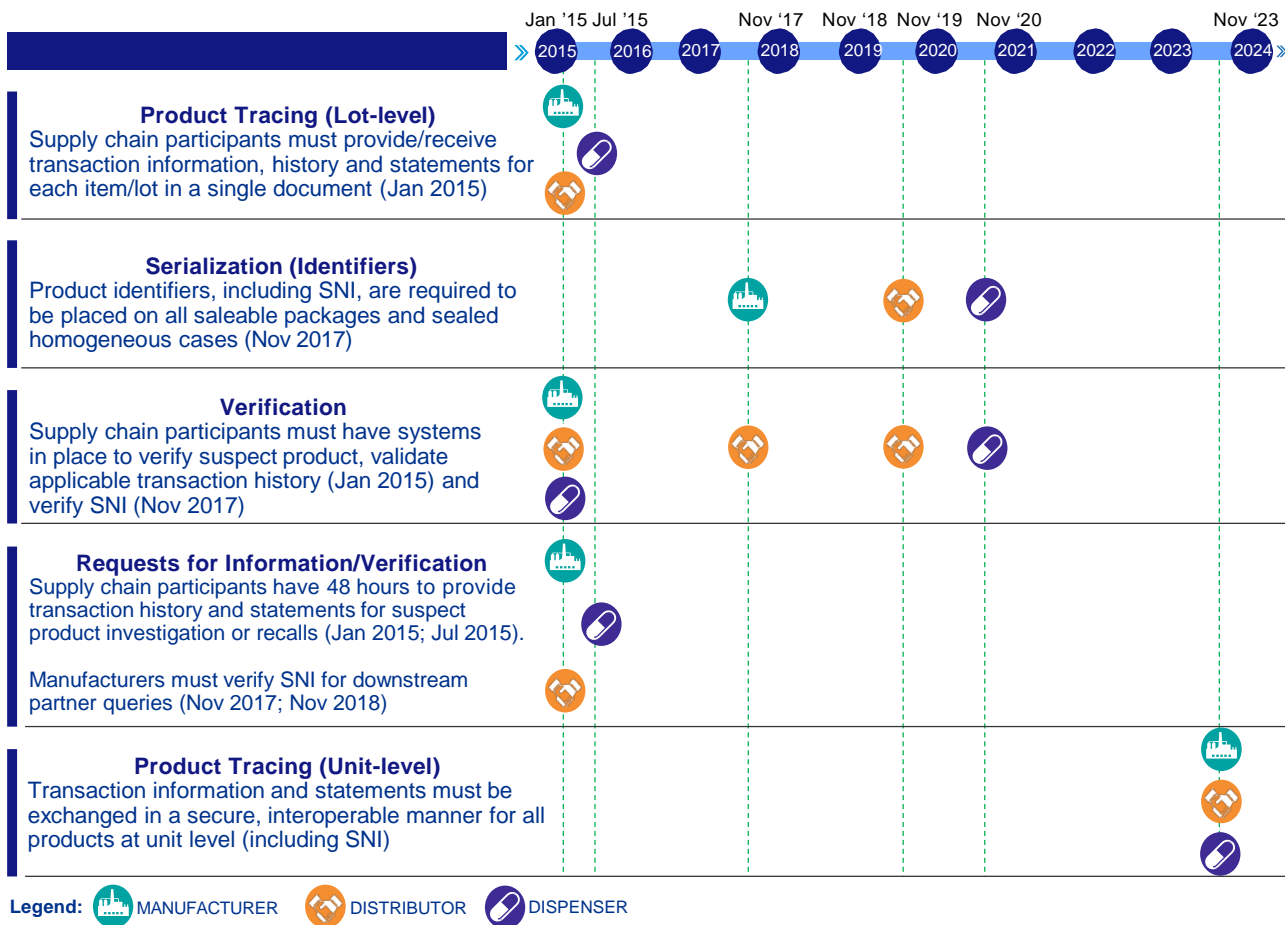 Jan '15 Jul '15 Nov '17 Nov '18 Nov '19 Nov '20 Nov '23
2015 2016 2017 2018 2019 2020 2021 2022 2023 2024
Product Tracing (Lot-level)
Supply chain participants must provide/receive
transaction information, history and statements for
each item/lot in a single document (Jan 2015)
Serialization (Identifiers)
Product identifiers, including SNI, are required to
be placed on all saleable packages and sealed
homogeneous cases (Nov 2017)
Verification
Supply chain participants must have systems
in place to verify suspect product, validate
applicable transaction history (Jan 2015) and
verify SNI (Nov 2017)
Requests for Information/Verification
Supply chain participants have 48 hours to provide
transaction history and statements for suspect
product investigation or recalls (Jan 2015; Jul 2015).
Manufacturers must verify SNI for downstream
partner queries (Nov 2017; Nov 2018)
Product Tracing (Unit-level)
Transaction information and statements must be
exchanged in a secure, interoperable manner for all
products at unit level (including SNI)
Legend: MANUFACTURER DISTRIBUTOR DISPENSER